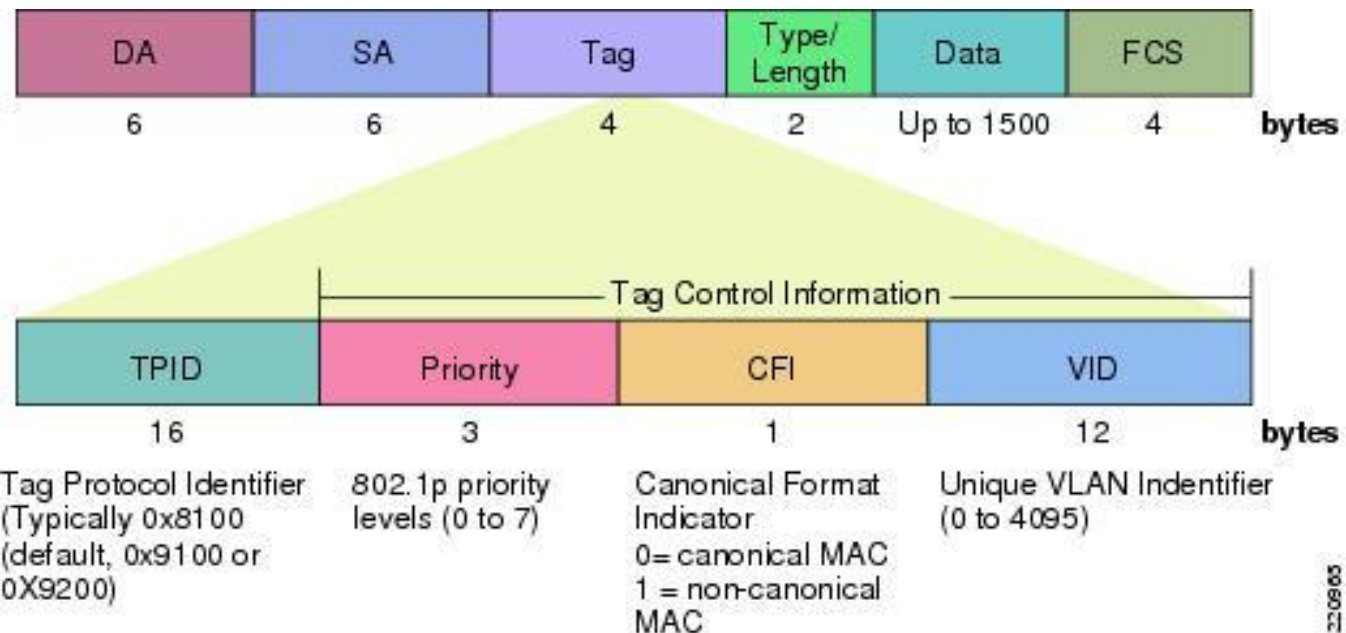 DA SA Tag Type/ Length Data FCS
6 6 4 2 Up to 1500 4 bytes
Tag Control Information
TPID Priority CFI VID
16 3 1 12 bytes
Tag Protocol Identifier
(Typically 0x8100
(default, 0x9100 or
0X9200)
802.1p priority
levels (0 to 7)
Canonical Format
Indicator
0= canonical MAC
1 = non-canonical
MAC
Unique VLAN Indentifier
(0 to 4095)
220965